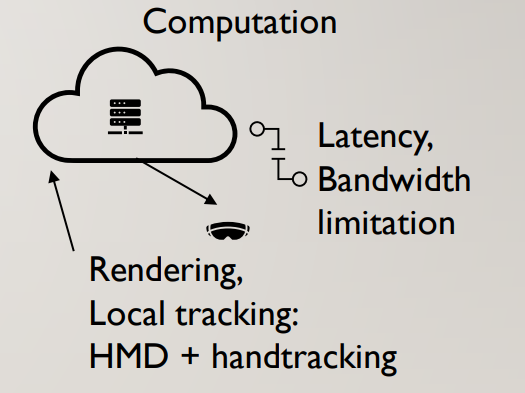 Computation
Latency,
Bandwidth
limitation
Rendering,
Local tracking:
HMD + handtracking